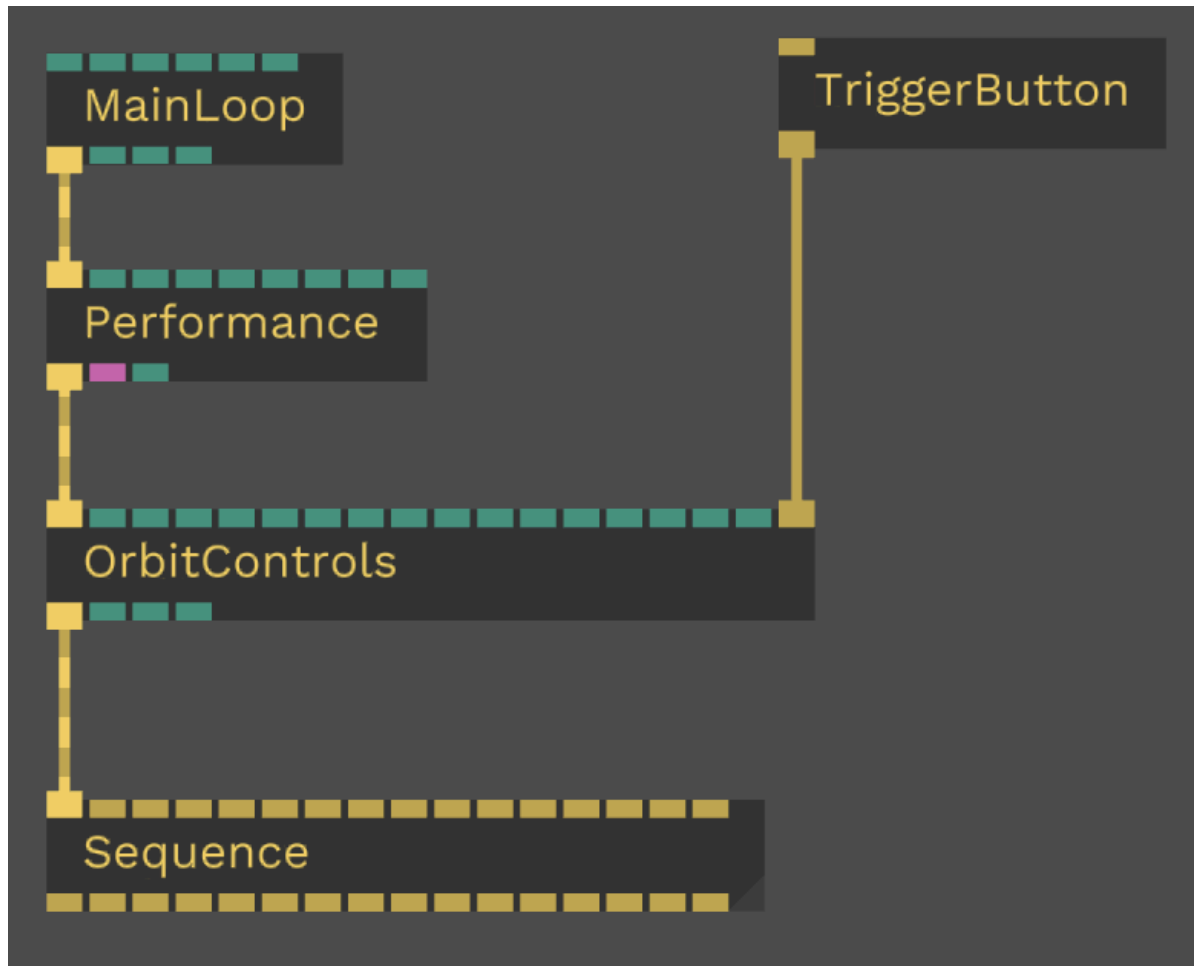 MainLoop
TriggerButton
Performance
OrbitControls
Sequence